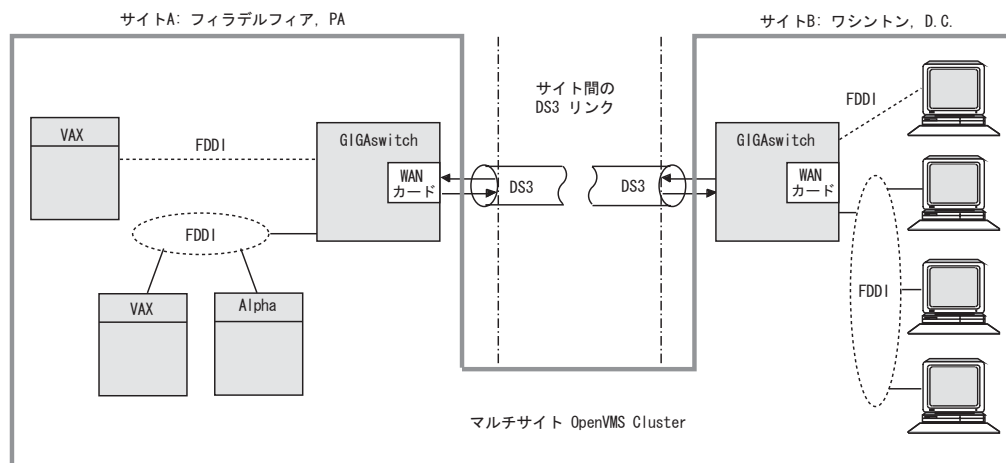 サイトA: フィラデルフィア, PA
サイトB: ワシントン, D.C.
サイト間の
DS3 リンク
VAX
FDDI
GIGAswitch
WAN
カード
DS3
DS3
GIGAswitch
WAN
カード
FDDI
FDDI
VAX
Alpha
FDDI
マルチサイト OpenVMS Cluster